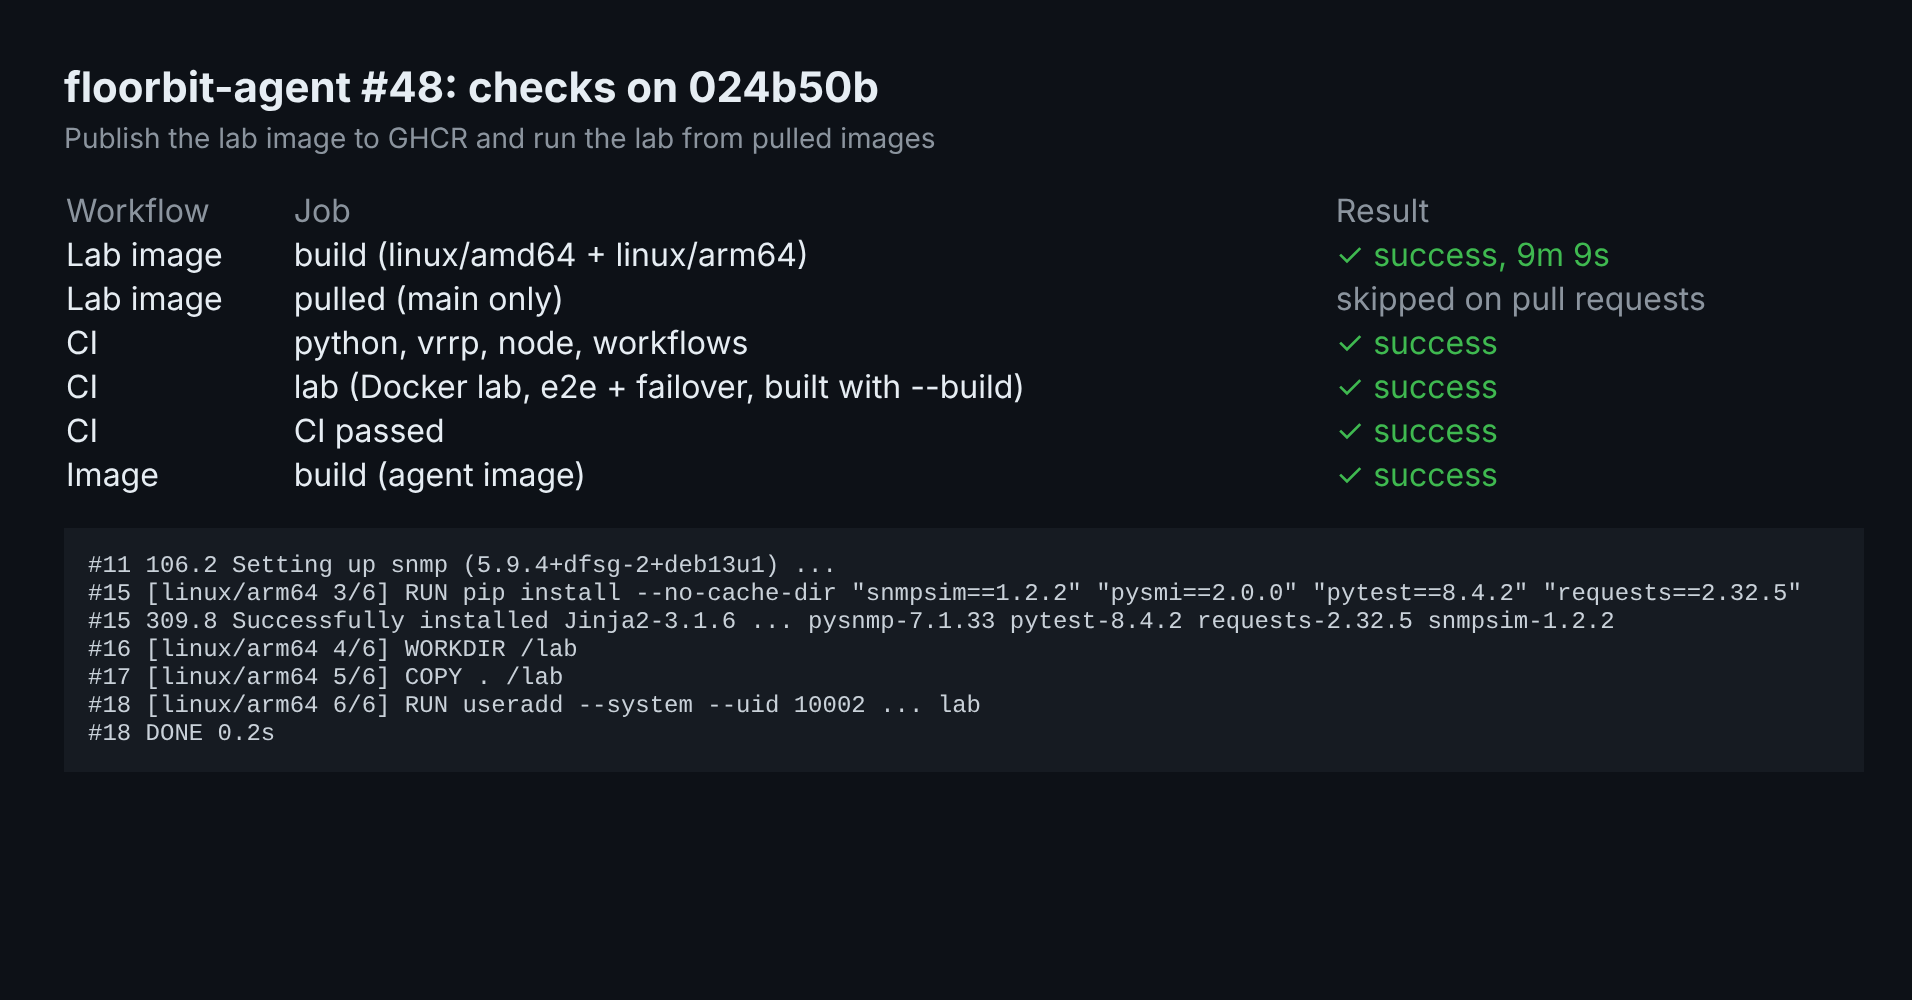 floorbit-agent #48: checks on 024b50b
Publish the lab image to GHCR and run the lab from pulled images
Workflow Job Result
Lab image build (linux/amd64 + linux/arm64) ✓ success, 9m 9s
Lab image pulled (main only) skipped on pull requests
CI python, vrrp, node, workflows ✓ success
CI lab (Docker lab, e2e + failover, built with --build) ✓ success
CI CI passed ✓ success
Image build (agent image) ✓ success
#11 106.2 Setting up snmp (5.9.4+dfsg-2+deb13u1) ...
#15 [linux/arm64 3/6] RUN pip install --no-cache-dir "snmpsim==1.2.2" "pysmi==2.0.0" "pytest==8.4.2" "requests==2.32.5"
#15 309.8 Successfully installed Jinja2-3.1.6 ... pysnmp-7.1.33 pytest-8.4.2 requests-2.32.5 snmpsim-1.2.2
#16 [linux/arm64 4/6] WORKDIR /lab
#17 [linux/arm64 5/6] COPY . /lab
#18 [linux/arm64 6/6] RUN useradd --system --uid 10002 ... lab
#18 DONE 0.2s